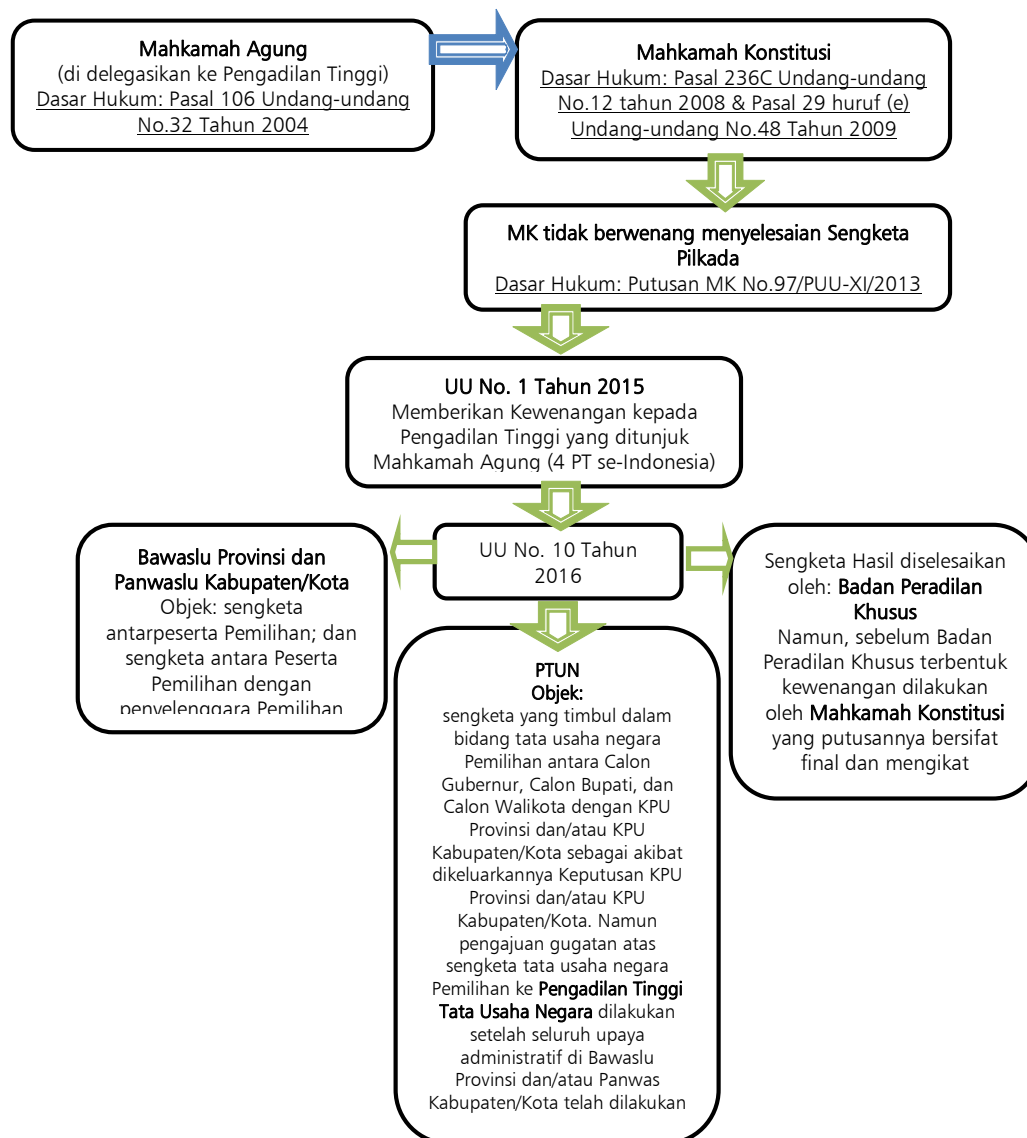 Mahkamah Agung
(di delegasikan ke Pengadilan Tinggi)
Dasar Hukum: Pasal 106 Undang-undang
No.32 Tahun 2004
Mahkamah Konstitusi
Dasar Hukum: Pasal 236C Undang-undang
No.12 tahun 2008 & Pasal 29 huruf (e)
Undang-undang No.48 Tahun 2009
MK tidak berwenang menyelesaian Sengketa
Pilkada
Dasar Hukum: Putusan MK No.97/PUU-XI/2013
UU No. 1 Tahun 2015
Memberikan Kewenangan kepada
Pengadilan Tinggi yang ditunjuk
Mahkamah Agung (4 PT se-Indonesia)
UU No. 10 Tahun
2016
Bawaslu Provinsi dan
Panwaslu Kabupaten/Kota
Objek: sengketa
antarpeserta Pemilihan; dan
sengketa antara Peserta
Pemilihan dengan
penyelenggara Pemilihan
PTUN
Objek:
sengketa yang timbul dalam
bidang tata usaha negara
Pemilihan antara Calon
Gubernur, Calon Bupati, dan
Calon Walikota dengan KPU
Provinsi dan/atau KPU
Kabupaten/Kota sebagai akibat
dikeluarkannya Keputusan KPU
Provinsi dan/atau KPU
Kabupaten/Kota. Namun
pengajuan gugatan atas
sengketa tata usaha negara
Pemilihan ke Pengadilan Tinggi
Tata Usaha Negara dilakukan
setelah seluruh upaya
administratif di Bawaslu
Provinsi dan/atau Panwas
Kabupaten/Kota telah dilakukan
Sengketa Hasil diselesaikan
oleh: Badan Peradilan
Khusus
Namun, sebelum Badan
Peradilan Khusus terbentuk
kewenangan dilakukan
oleh Mahkamah Konstitusi
yang putusannya bersifat
final dan mengikat